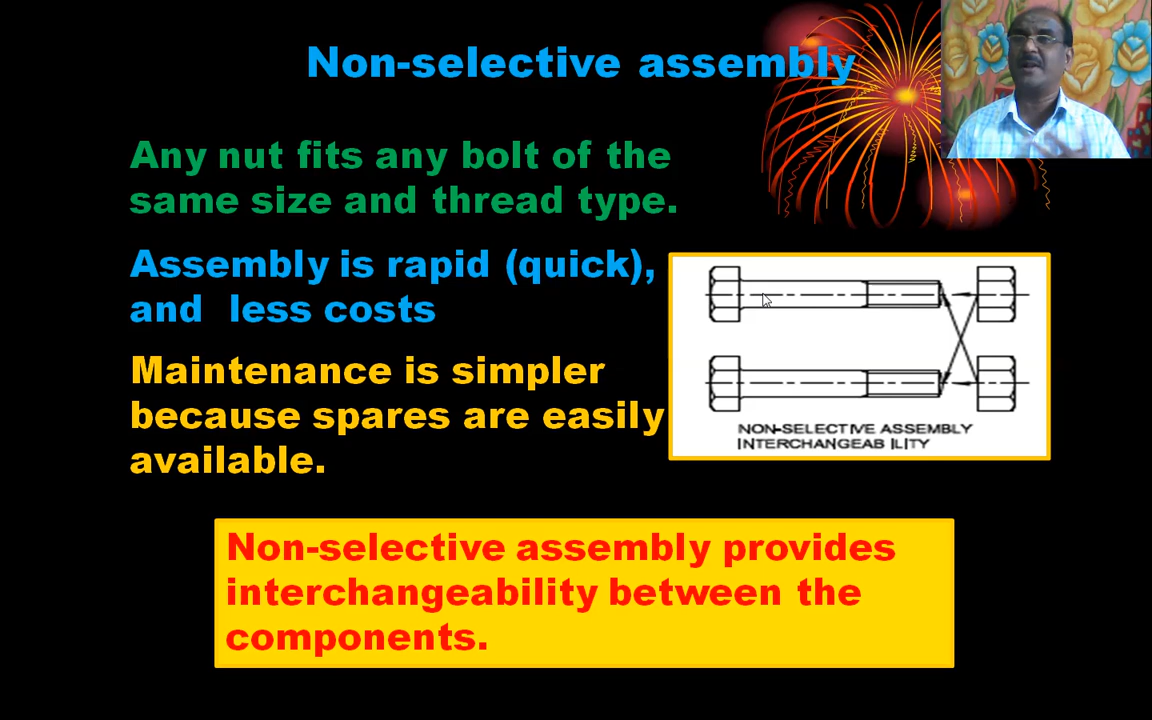 Non-selective assembly
Any nut fits any bolt of the
same size and thread type.
Assembly is rapid (quick),
and less costs
Maintenance is simpler
because spares are easily
available.
NON-SELECTIVE ASSEMBLY
INTERCHANGEAB ILITY
Non-selective assembly provides
interchangeability between the
components.